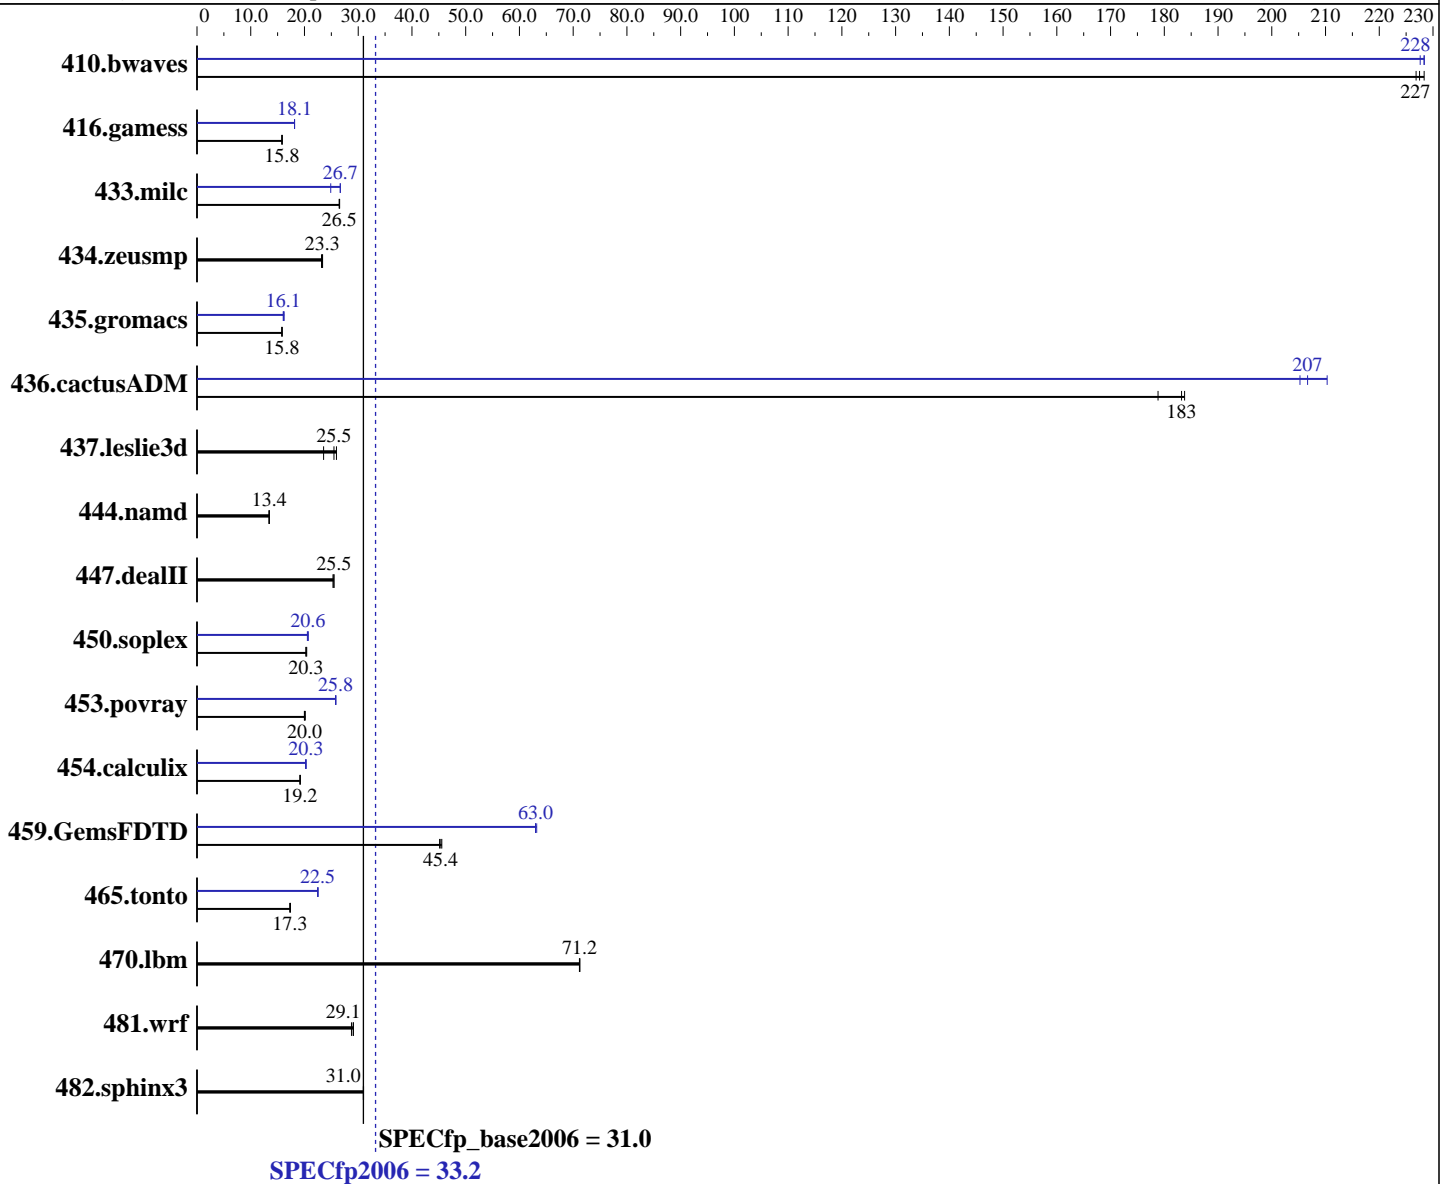 0 10.0 20.0 30.0 40.0 50.0 60.0 70.0 80.0 90.0 100 110 120 130 140 150 160 170 180 190 200 210 220 230
410.bwaves
228
227
416.gamess
18.1
15.8
433.milc
26.7
26.5
434.zeusmp
23.3
435.gromacs
16.1
15.8
436.cactusADM
207
183
437.leslie3d
25.5
444.namd
13.4
447.dealII
25.5
450.soplex
20.6
20.3
453.povray
25.8
20.0
454.calculix
20.3
19.2
459.GemsFDTD
63.0
45.4
465.tonto
22.5
17.3
470.lbm
71.2
481.wrf
29.1
482.sphinx3
31.0
SPECfp_base2006 = 31.0
SPECfp2006 = 33.2